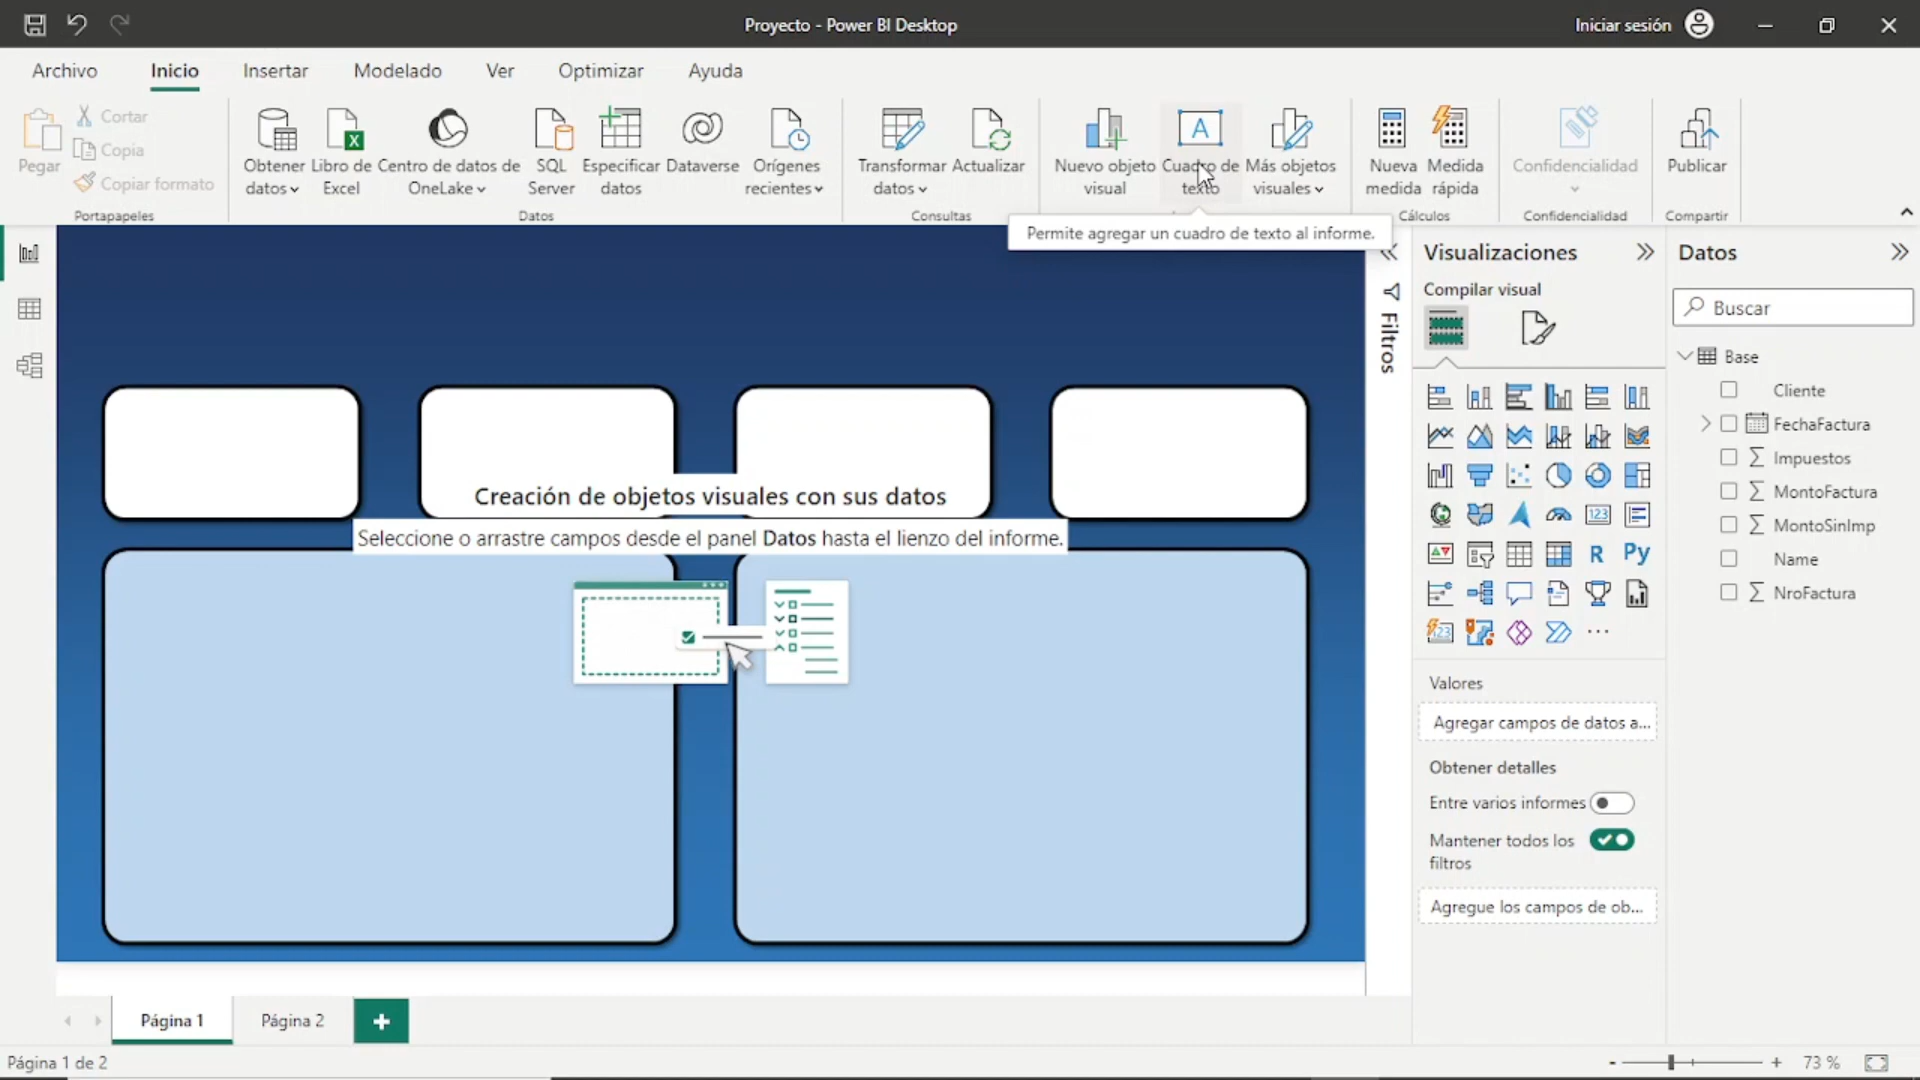 Proyecto - Power BI Desktop
Iniciar sesión
Archivo
Inicio
Insertar
Modelado
Ver
Optimizar
Ayuda
Pegar
Cortar
Copia
Copiar formato
Portapapeles
Obtener datos
Libro de Excel
Centro de datos de OneLake
SQL Server
Especificar datos
Dataverse
Orígenes recientes
Datos
Transformar datos
Actualizar
Consultas
Nuevo objeto visual
Cuadro de texto
Más objetos visuales
Nueva medida
Medida rápida
Cálculos
Confidencialidad
Confidencialidad
Publicar
Compartir
Permite agregar un cuadro de texto al informe.
Creación de objetos visuales con sus datos
Seleccione o arrastre campos desde el panel Datos hasta el lienzo del informe.
Filtros
Visualizaciones
Compilar visual
123
R
Py
123
Valores
Agregar campos de datos a...
Obtener detalles
Entre varios informes
Mantener todos los
filtros
Agregue los campos de ob...
Datos
Buscar
Base
Cliente
FechaFactura
Impuestos
MontoFactura
MontoSinImp
Name
NroFactura
Página 1
Página 2
Página 1 de 2
73 %